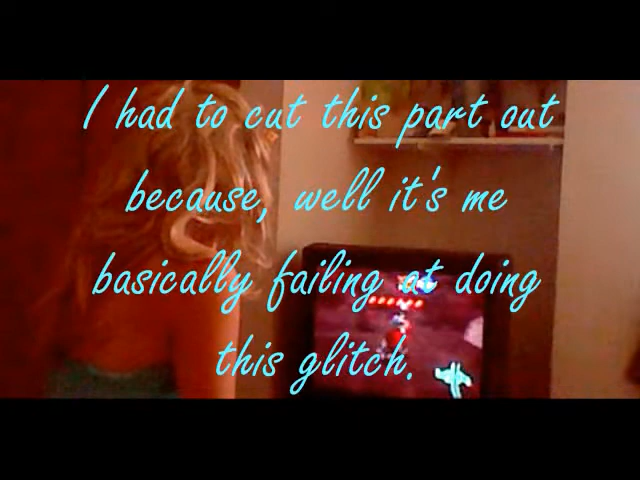 I had to cut this part out
because, well it's me
basically failing at doing
this glitch.